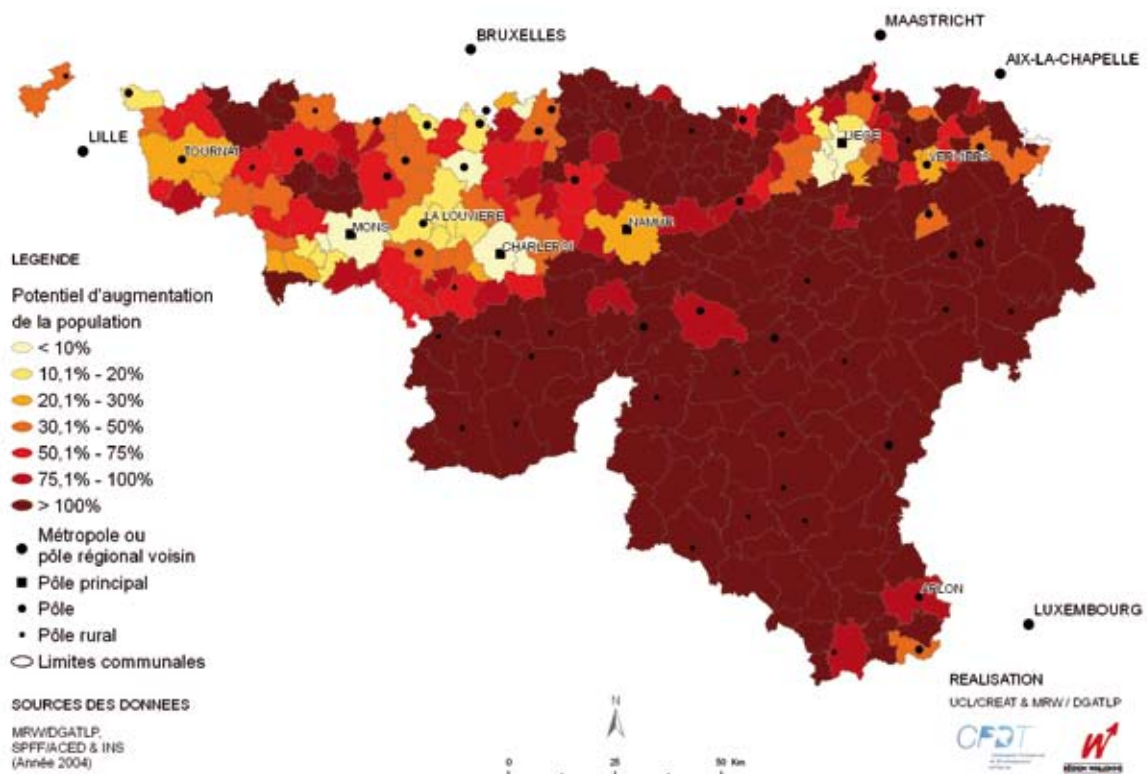 BRUXELLES
MAASTRICHT
AIX-LA-CHAPELLE
LILLE
TOURNAI
LIEGE
VERVIERS
LA LOUVIERE
MONS
NAMUR
CHARLEROI
ARLON
LUXEMBOURG
LEGENDE
Potentiel d'augmentation
de la population
< 10%
10,1% - 20%
20,1% - 30%
30,1% - 50%
50,1% - 75%
75,1% - 100%
> 100%
Métropole ou
pôle régional voisin
Pôle principal
Pôle
Pôle rural
Limites communales
SOURCES DES DONNEES
MRW/DGATLP,
SPFF/ACED & INS
(Année 2004)
N
0 25 50 Km
REALISATION
UCL/CREAT & MRW / DGATLP
CPDT
W
RÉGION WALLONNE